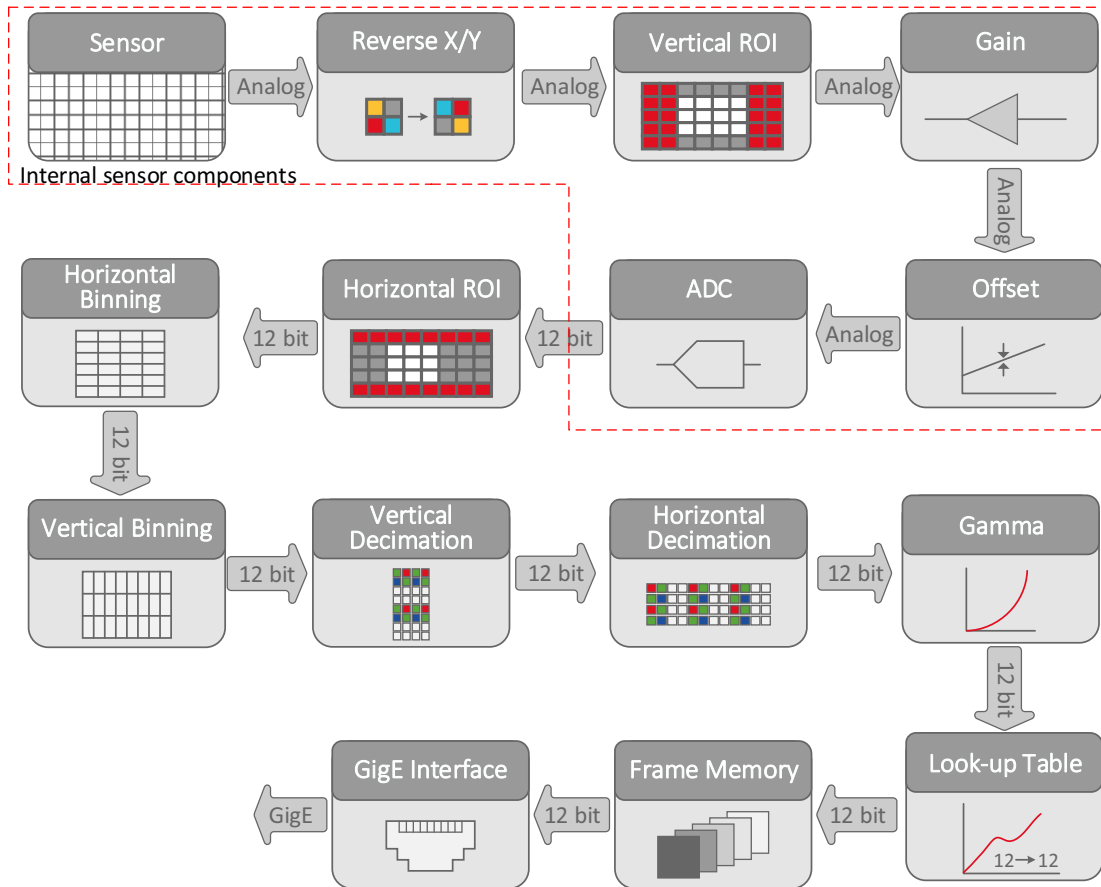 Sensor
Analog
Reverse X/Y
Analog
Vertical ROI
Analog
Gain
Internal sensor components
Analog
Offset
Analog
ADC
12 bit
Horizontal ROI
12 bit
Horizontal
Binning
12 bit
Vertical Binning
12 bit
Vertical
Decimation
12 bit
Horizontal
Decimation
12 bit
Gamma
12 bit
Look-up Table
12→12
12 bit
Frame Memory
12 bit
GigE Interface
GigE